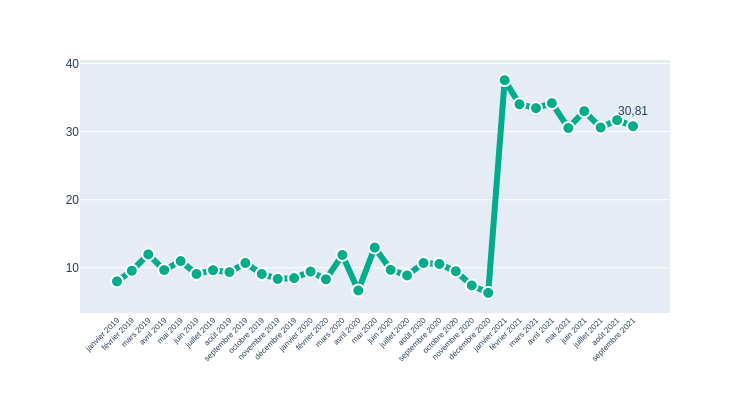 40
30
20
10
30,81
janvier 2019
février 2019
mars 2019
avril 2019
mai 2019
juin 2019
juillet 2019
août 2019
septembre 2019
octobre 2019
novembre 2019
décembre 2019
janvier 2020
février 2020
mars 2020
avril 2020
mai 2020
juin 2020
juillet 2020
août 2020
septembre 2020
octobre 2020
novembre 2020
décembre 2020
janvier 2021
février 2021
mars 2021
avril 2021
mai 2021
juin 2021
juillet 2021
août 2021
septembre 2021